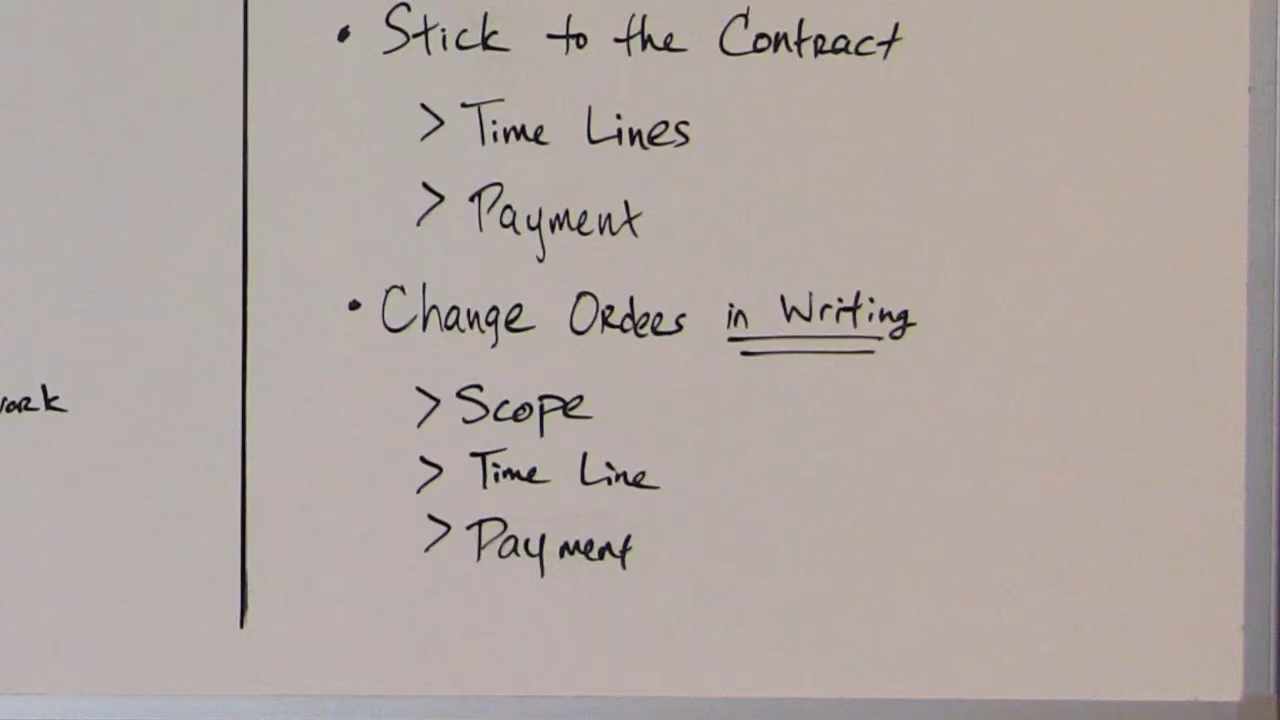 • Stick to the Contract
> Time Lines
> Payment
• Change Orders in Writing
> Scope
> Time Line
> Payment